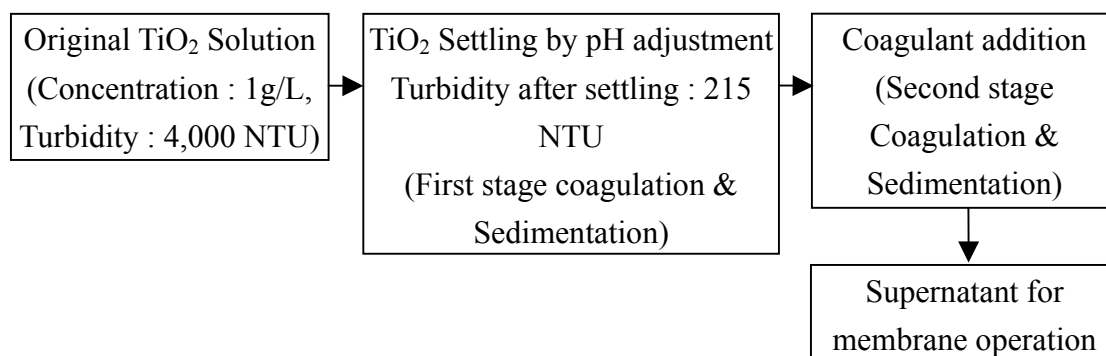 Original TiO₂ Solution
(Concentration : 1g/L,
Turbidity : 4,000 NTU)
TiO₂ Settling by pH adjustment
Turbidity after settling : 215
NTU
(First stage coagulation &
Sedimentation)
Coagulant addition
(Second stage
Coagulation &
Sedimentation)
Supernatant for
membrane operation